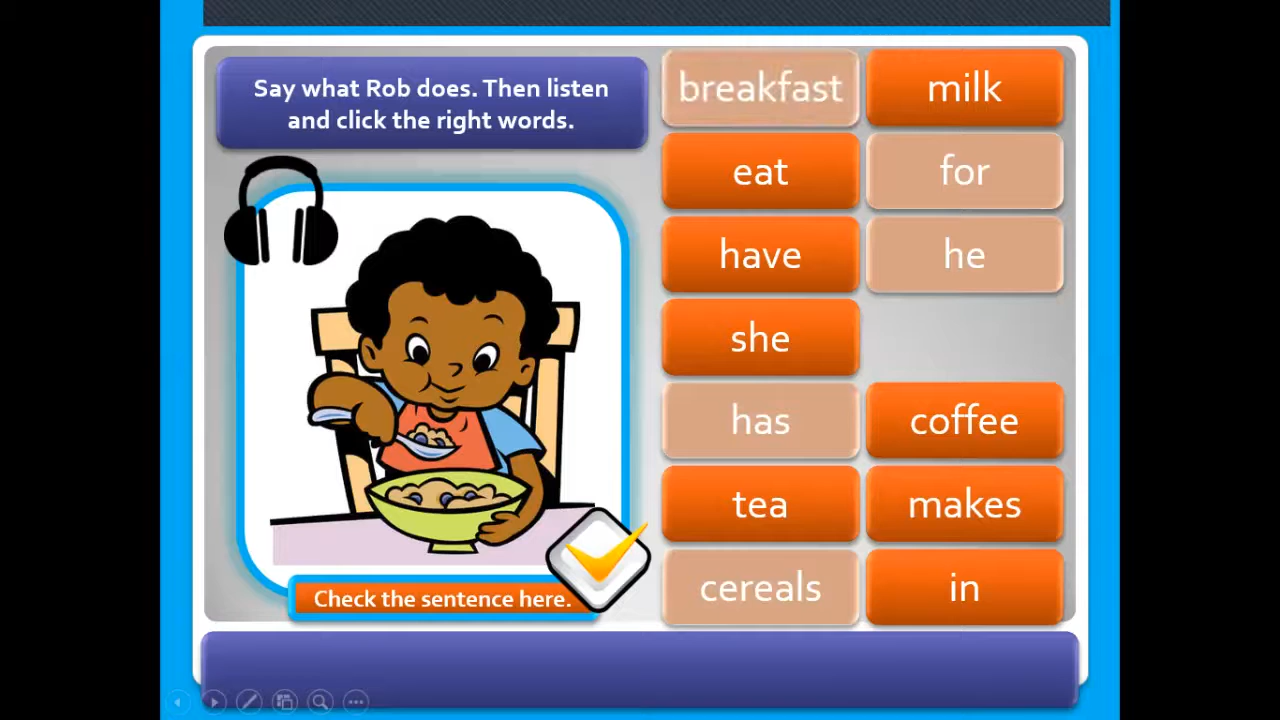 Say what Rob does. Then listen
and click the right words.
breakfast
milk
eat
for
have
he
she
has
coffee
tea
makes
cereals
in
Check the sentence here.